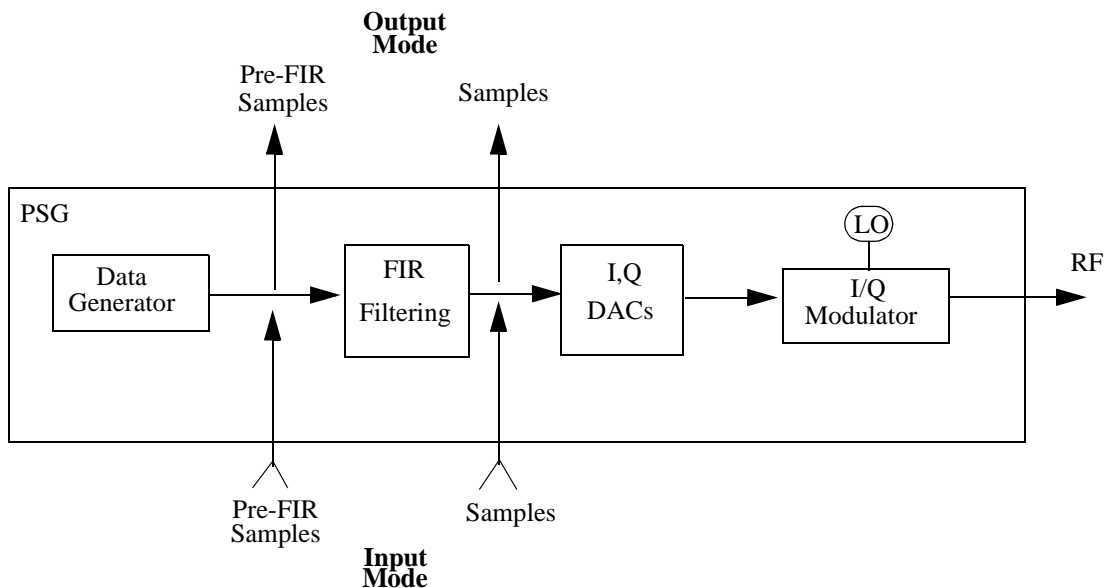 Output
Mode
Pre-FIR
Samples
Samples
PSG
LO
RF
Data
Generator
FIR
Filtering
I,Q
DACs
I/Q
Modulator
Pre-FIR
Samples
Samples
Input
Mode